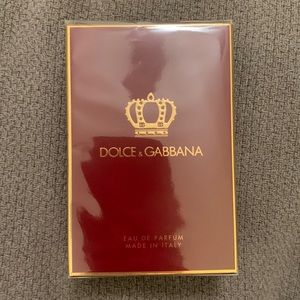 DOLCE & GABBANA
EAU DE PARFUM
MADE IN ITALY